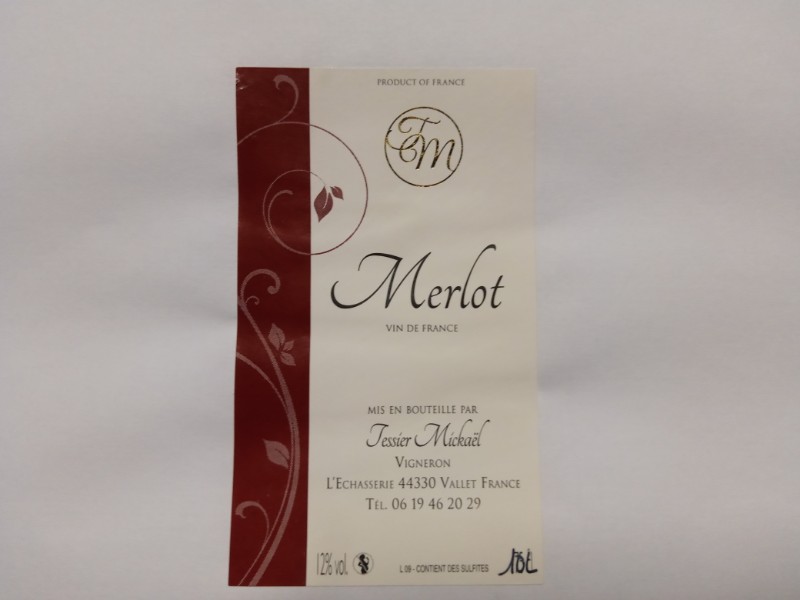 PRODUCT OF FRANCE
TM
Merlot
VIN DE FRANCE
MIS EN BOUTEILLE PAR
Tessier Mickaël
VIGNERON
L'ECHASSERIE 44330 VALLET FRANCE
TÉL. 06 19 46 20 29
12% vol. L 09 - CONTIENT DES SULFITES